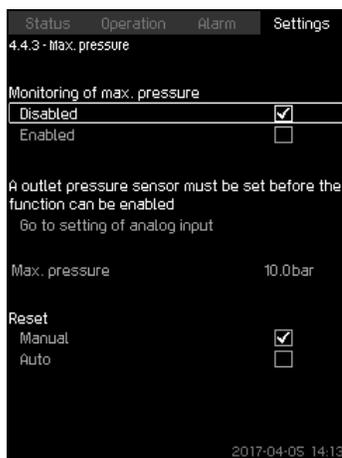 Status Operation Alarm Settings
4.4.3 - Max. pressure
Monitoring of max. pressure
Disabled
Enabled
A outlet pressure sensor must be set before the
function can be enabled
Go to setting of analog input
Max. pressure 10.0bar
Reset
Manual
Auto
2017-04-05 14:13